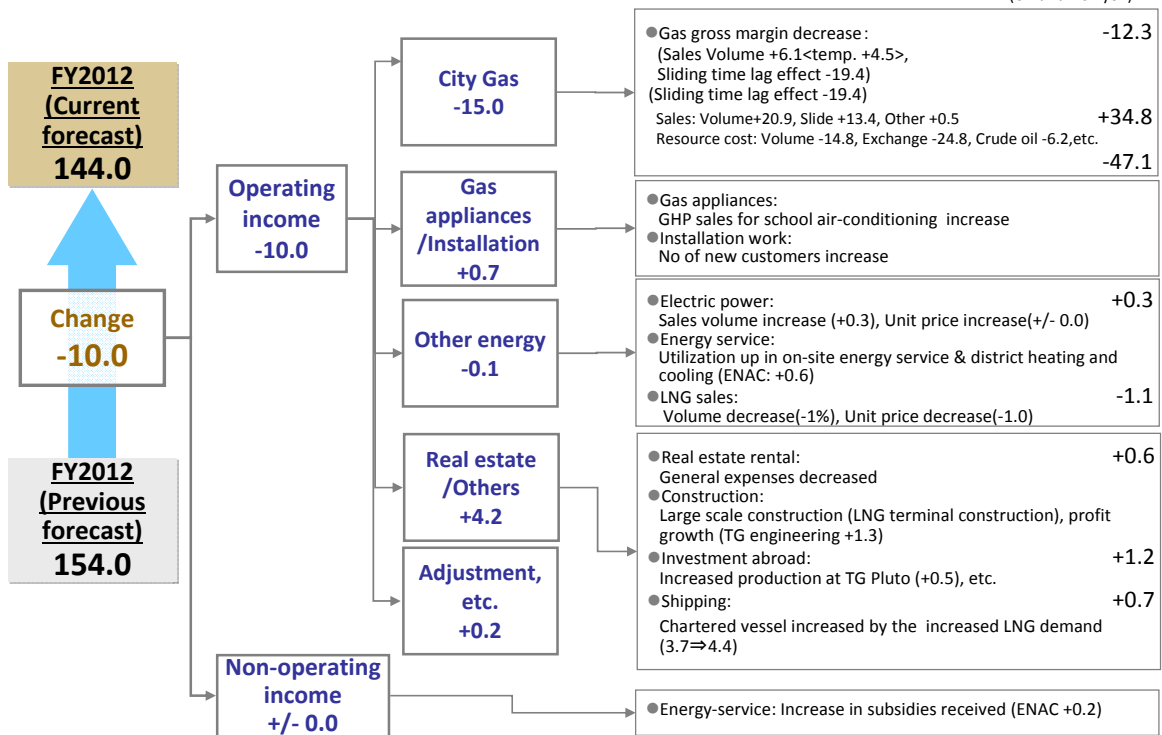 FY2012
(Current
forecast)
144.0
Change
-10.0
FY2012
(Previous
forecast)
154.0
Operating
income
-10.0
Non-operating
income
+/- 0.0
City Gas
-15.0
Gas
appliances
/Installation
+0.7
Other energy
-0.1
Real estate
/Others
+4.2
Adjustment,
etc.
+0.2
●Gas gross margin decrease: -12.3
(Sales Volume +6.1<temp. +4.5>,
Sliding time lag effect -19.4)
(Sliding time lag effect -19.4)
Sales: Volume+20.9, Slide +13.4, Other +0.5 +34.8
Resource cost: Volume -14.8, Exchange -24.8, Crude oil -6.2,etc.
-47.1
●Gas appliances:
GHP sales for school air-conditioning increase
●Installation work:
No of new customers increase
●Electric power: +0.3
Sales volume increase (+0.3), Unit price increase(+/- 0.0)
●Energy service:
Utilization up in on-site energy service & district heating and
cooling (ENAC: +0.6)
●LNG sales: -1.1
Volume decrease(-1%), Unit price decrease(-1.0)
●Real estate rental: +0.6
General expenses decreased
●Construction:
Large scale construction (LNG terminal construction), profit
growth (TG engineering +1.3)
●Investment abroad: +1.2
Increased production at TG Pluto (+0.5), etc.
●Shipping: +0.7
Chartered vessel increased by the increased LNG demand
(3.7⇒4.4)
●Energy-service: Increase in subsidies received (ENAC +0.2)